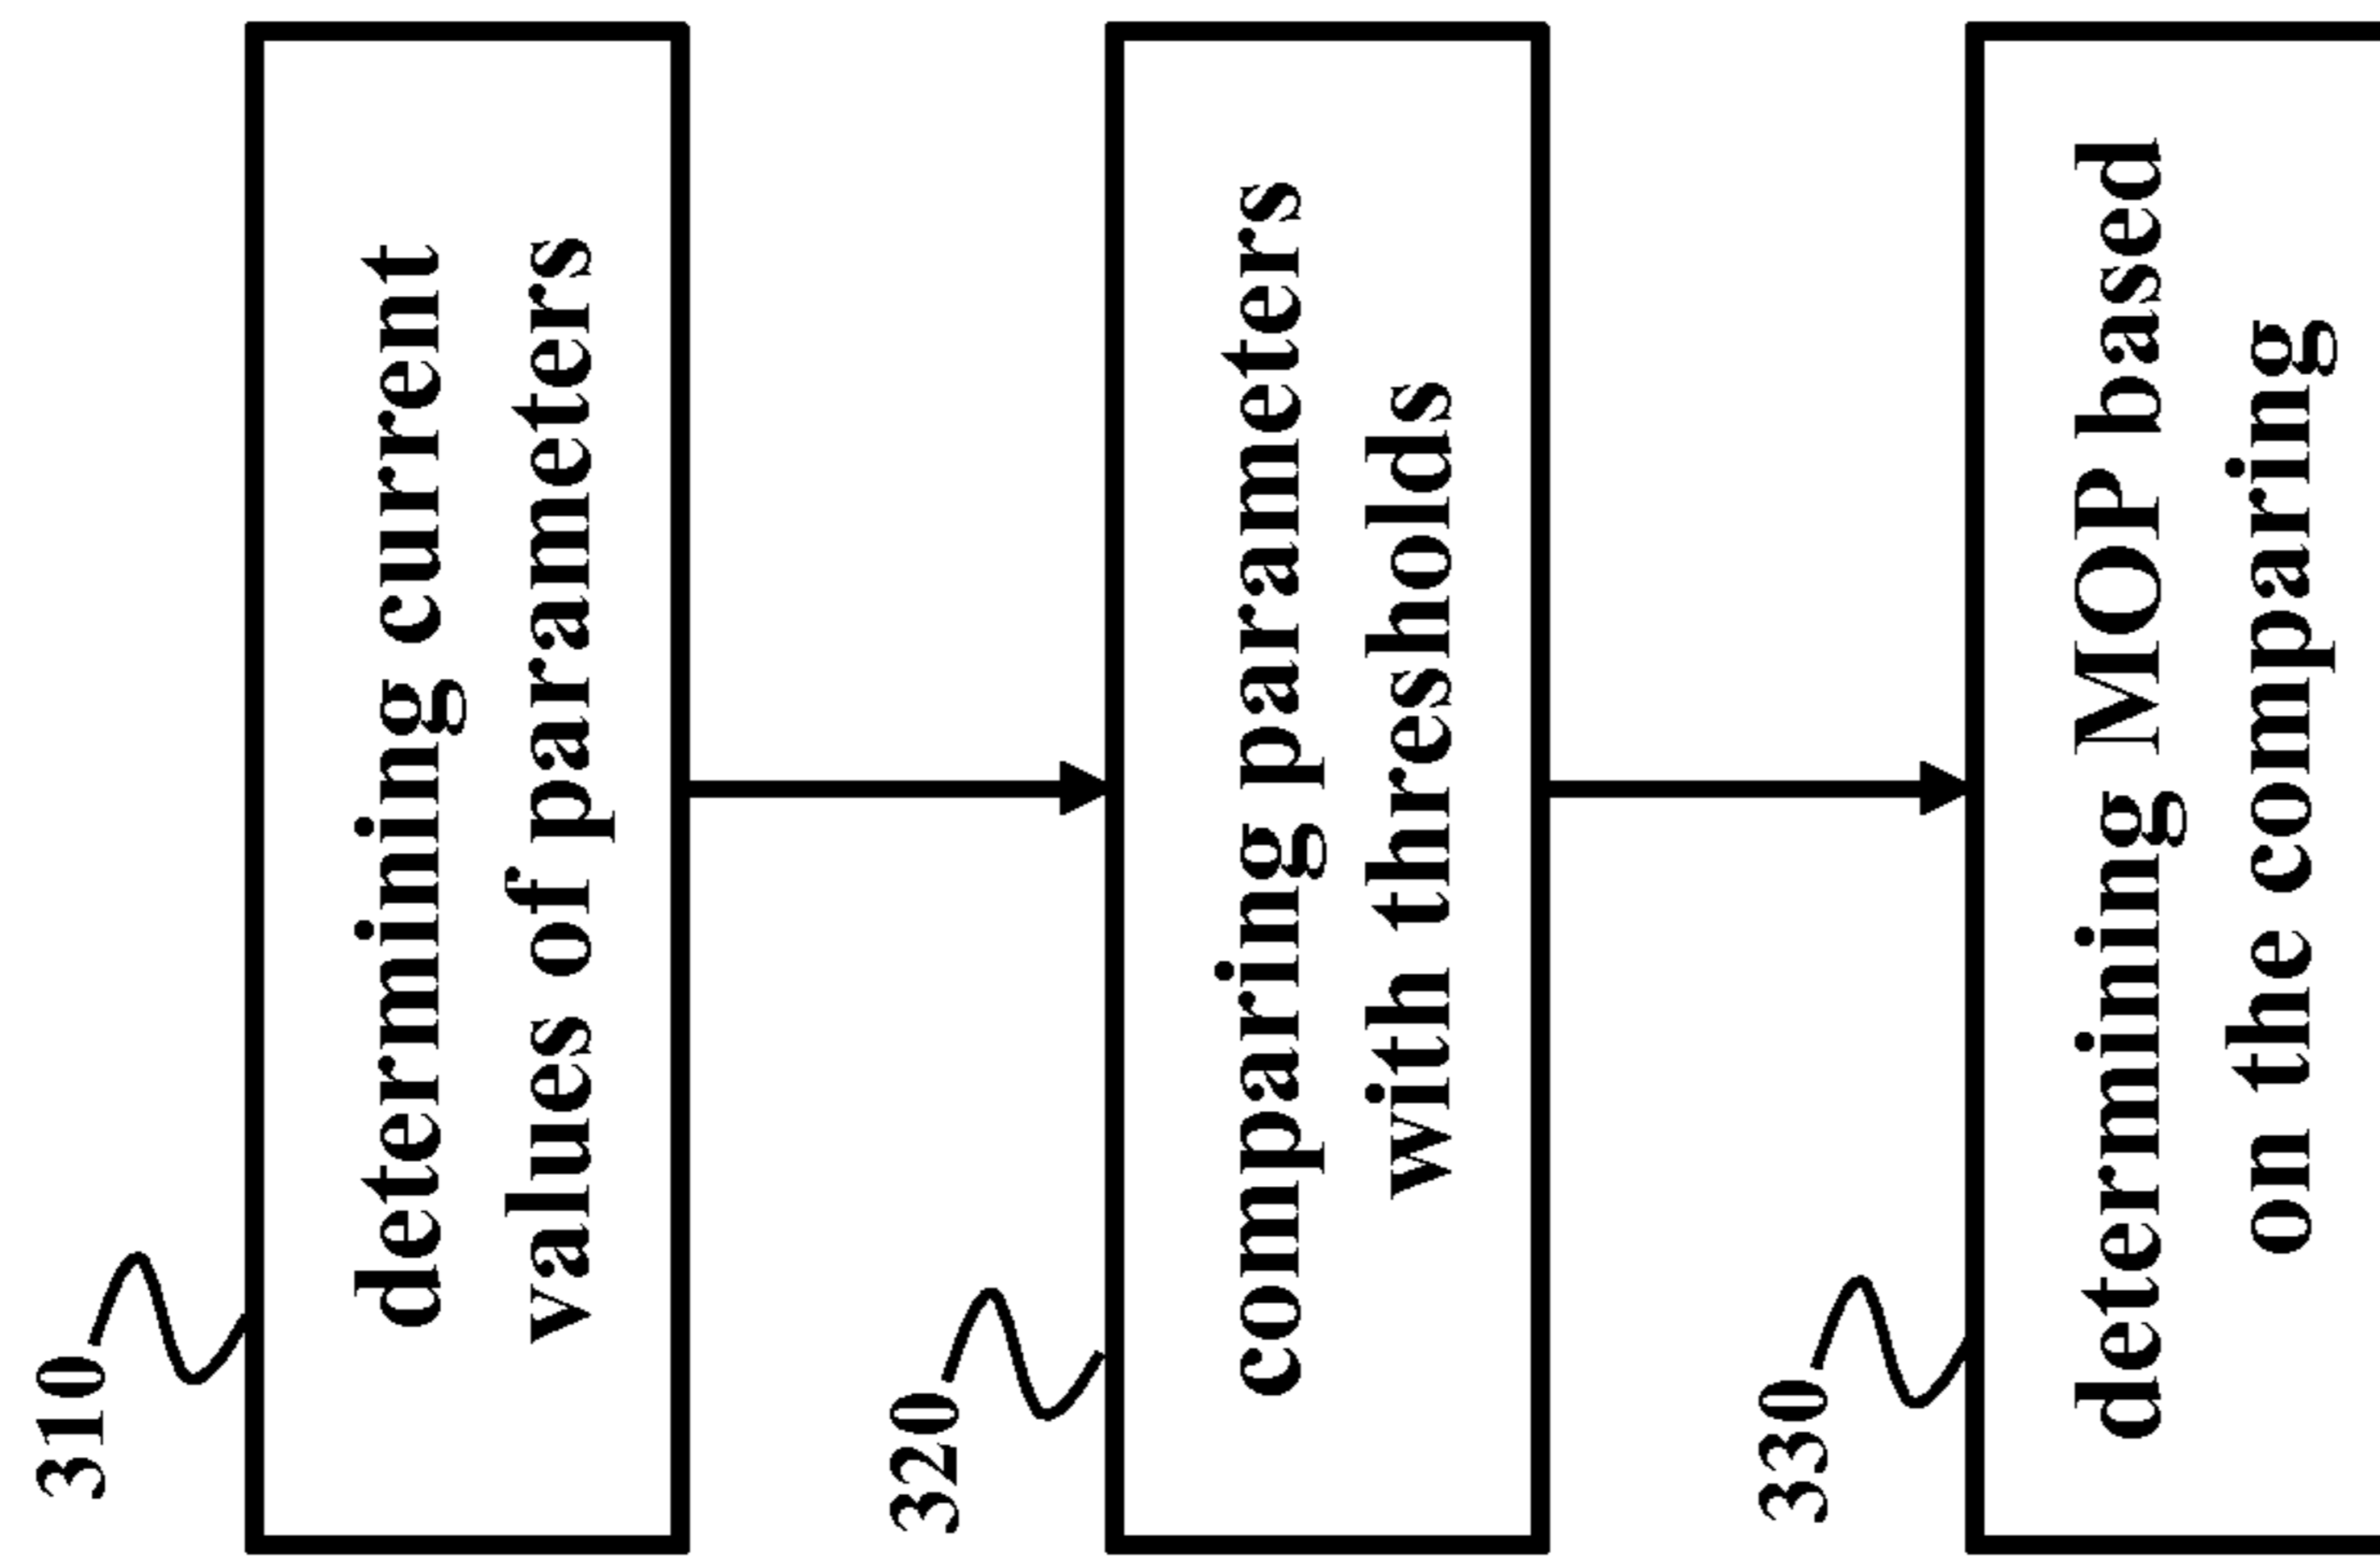 310
determining current
values of parameters
320
comparing parameters
with thresholds
330
determining MOP based
on the comparing